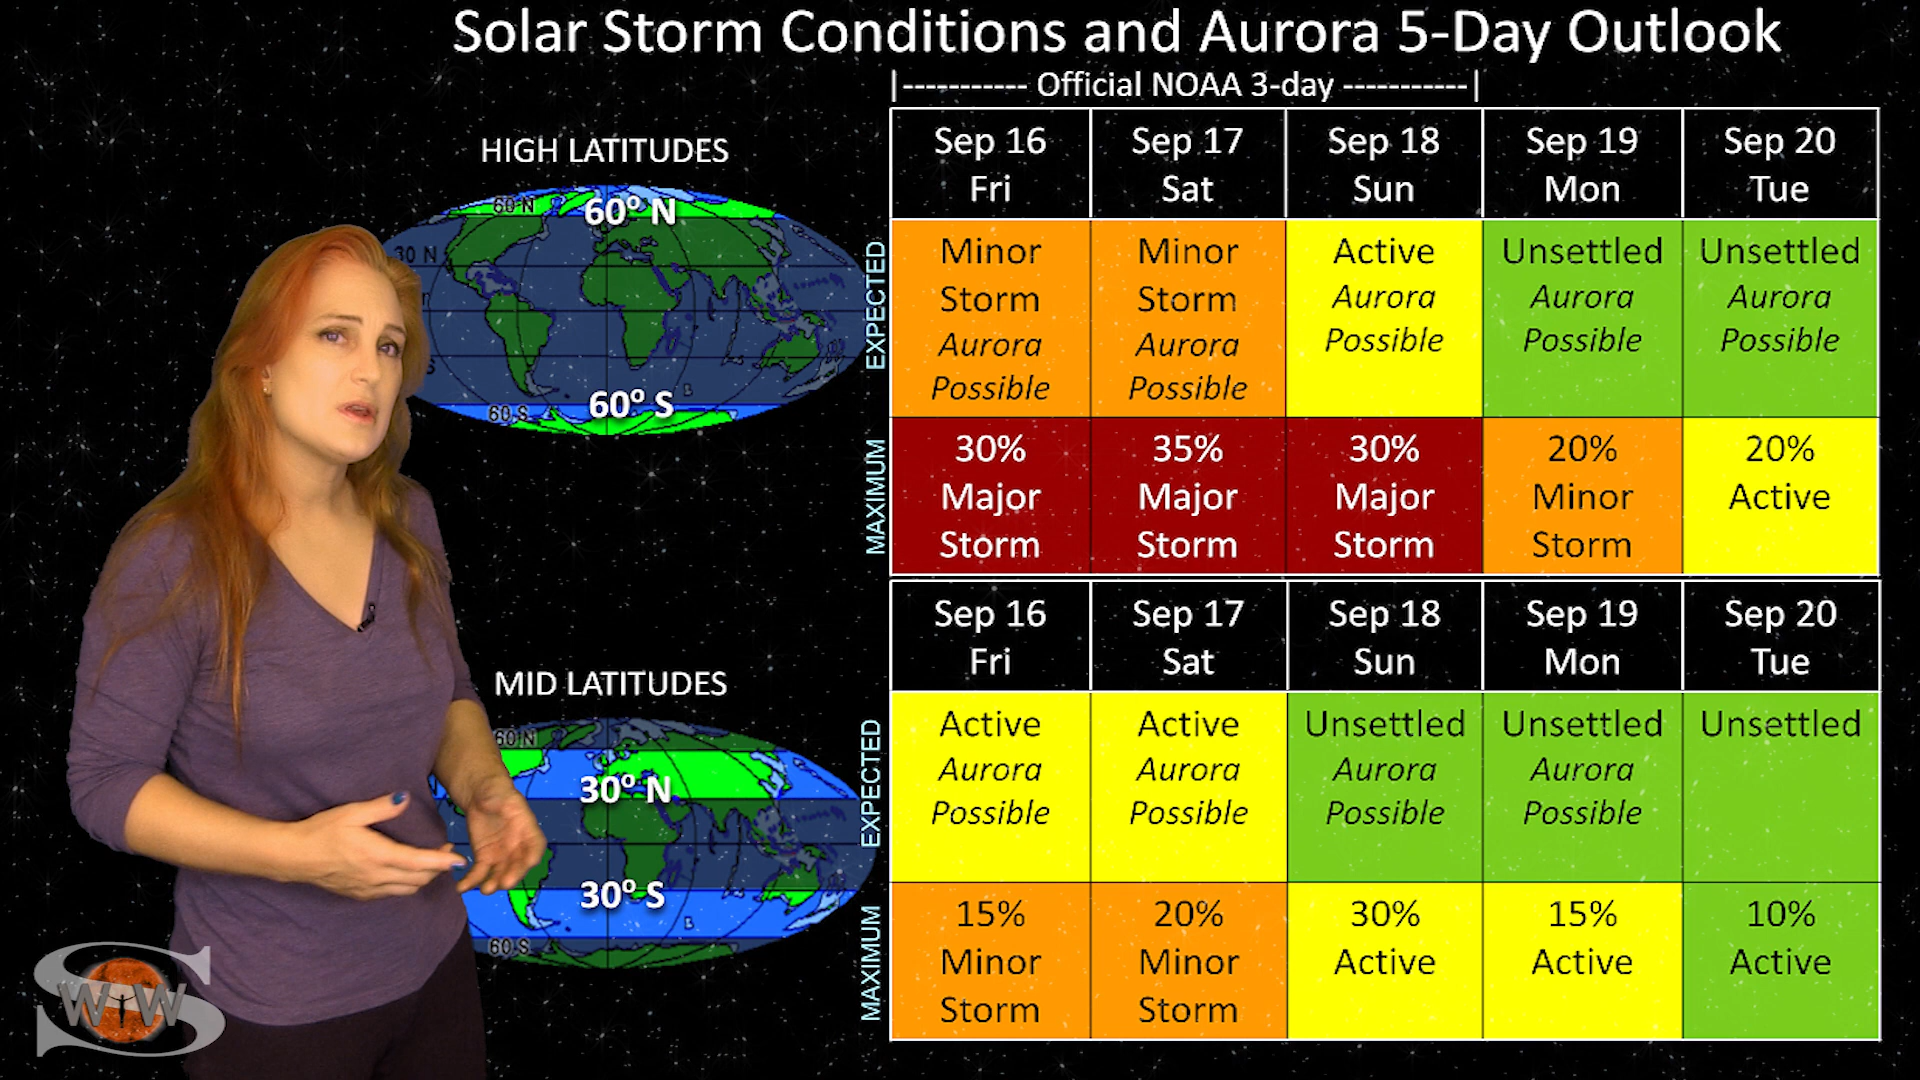 Solar Storm Conditions and Aurora 5-Day Outlook
|----------- Official NOAA 3-day -----------|
HIGH LATITUDES
60 N
60º N
30 N
60 S
60º S
EXPECTED
MAXIMUM
Sep 16
Fri
Sep 17
Sat
Sep 18
Sun
Sep 19
Mon
Sep 20
Tue
Minor
Storm
Aurora
Possible
Minor
Storm
Aurora
Possible
Active
Aurora
Possible
Unsettled
Aurora
Possible
Unsettled
Aurora
Possible
30%
Major
Storm
35%
Major
Storm
30%
Major
Storm
20%
Minor
Storm
20%
Active
MID LATITUDES
60 N
30º N
30º S
60 S
EXPECTED
MAXIMUM
Sep 16
Fri
Sep 17
Sat
Sep 18
Sun
Sep 19
Mon
Sep 20
Tue
Active
Aurora
Possible
Active
Aurora
Possible
Unsettled
Aurora
Possible
Unsettled
Aurora
Possible
Unsettled
15%
Minor
Storm
20%
Minor
Storm
30%
Active
15%
Active
10%
Active
S
WTW